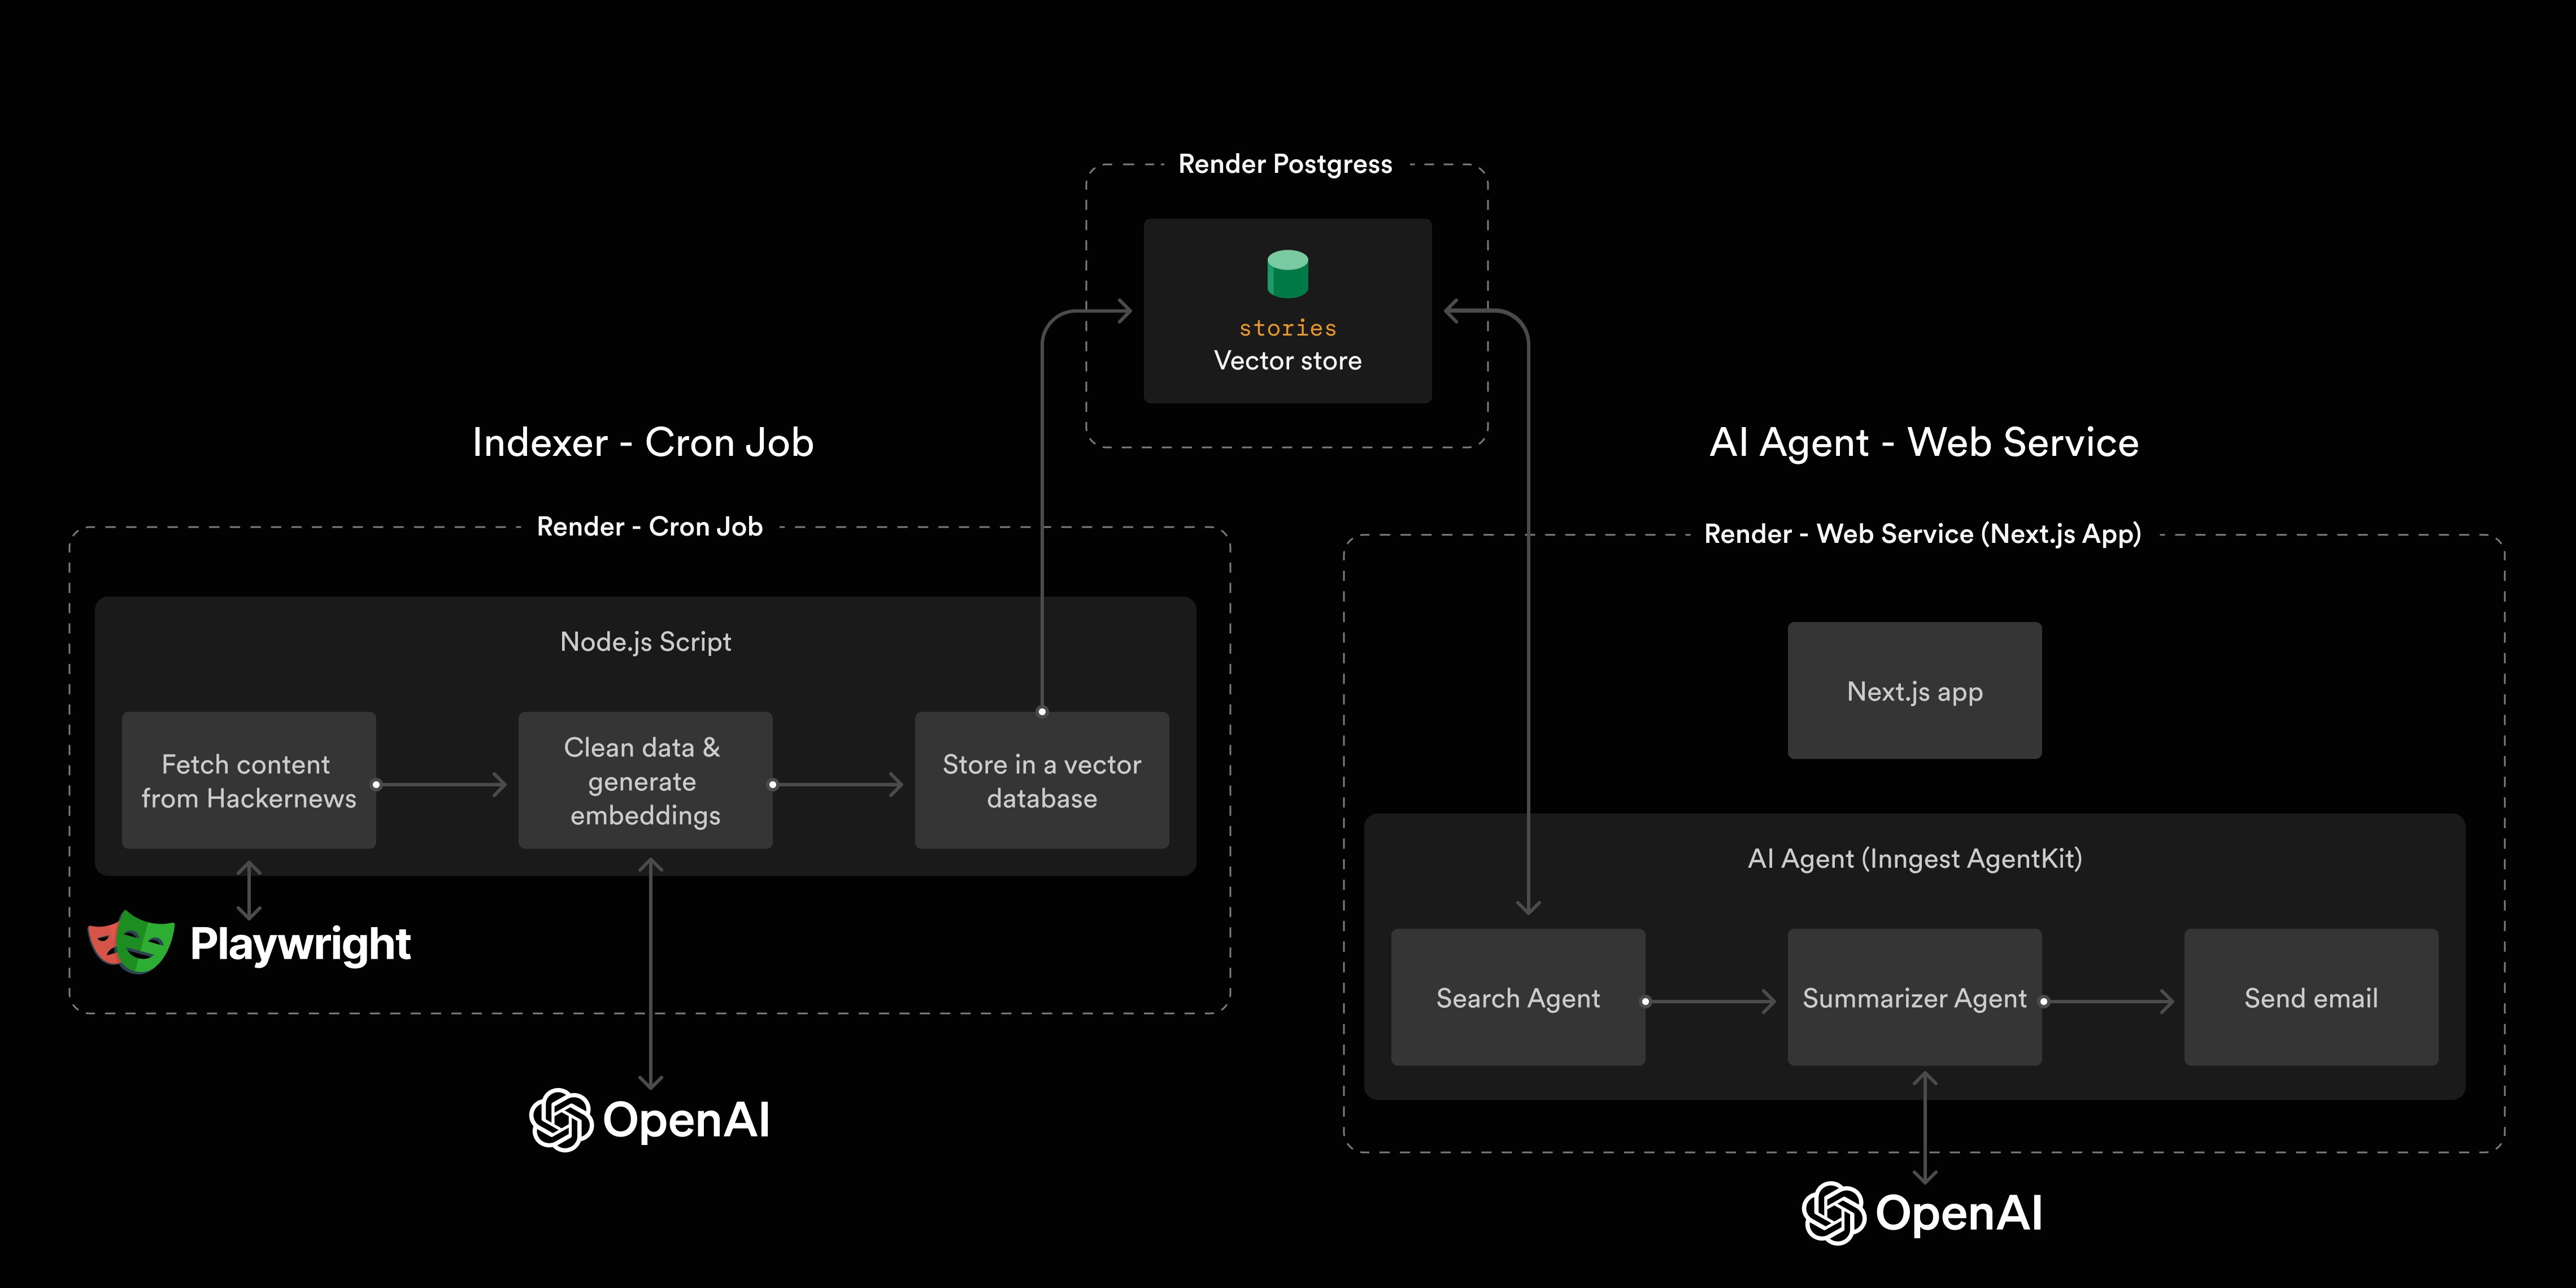 Render Postgress
stories
Vector store
Indexer - Cron Job
Render - Cron Job
Node.js Script
Fetch content
from Hackernews
Clean data &
generate
embeddings
Store in a vector
database
Playwright
OpenAI
AI Agent - Web Service
Render - Web Service (Next.js App)
Next.js app
AI Agent (Inngest AgentKit)
Search Agent
Summarizer Agent
Send email
OpenAI